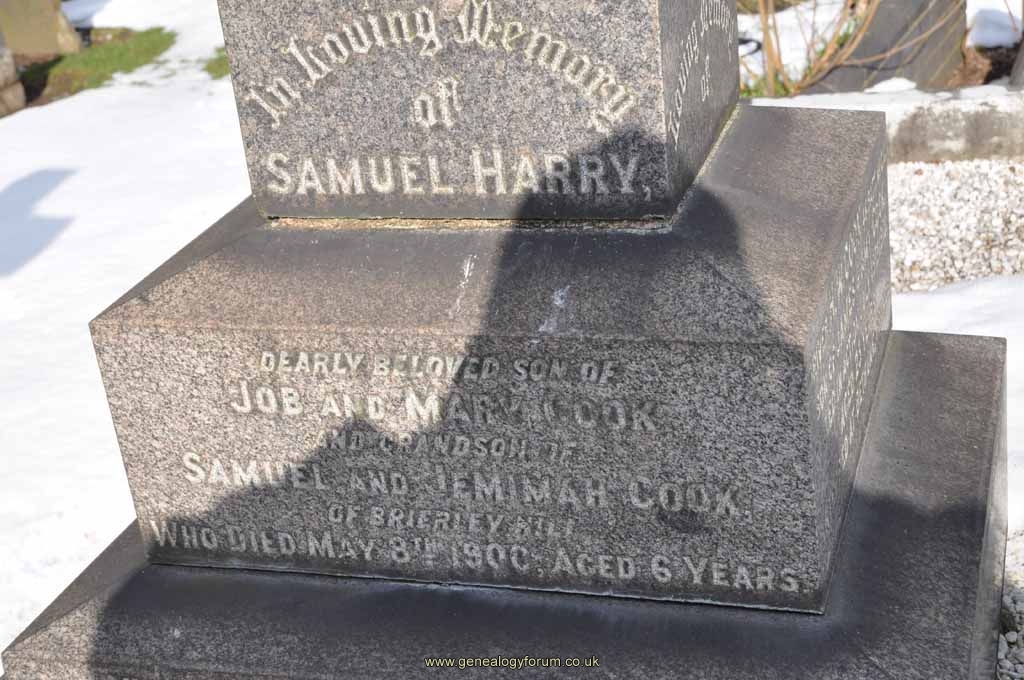 In Loving Memory
of
SAMUEL HARRY,
DEARLY BELOVED SON OF
JOB AND MARY COOK
AND GRANDSON OF
SAMUEL AND JEMIMAH COOK,
OF BRIERLEY HILL
WHO DIED MAY 8TH 1900, AGED 6 YEARS.
www.genealogyforum.co.uk